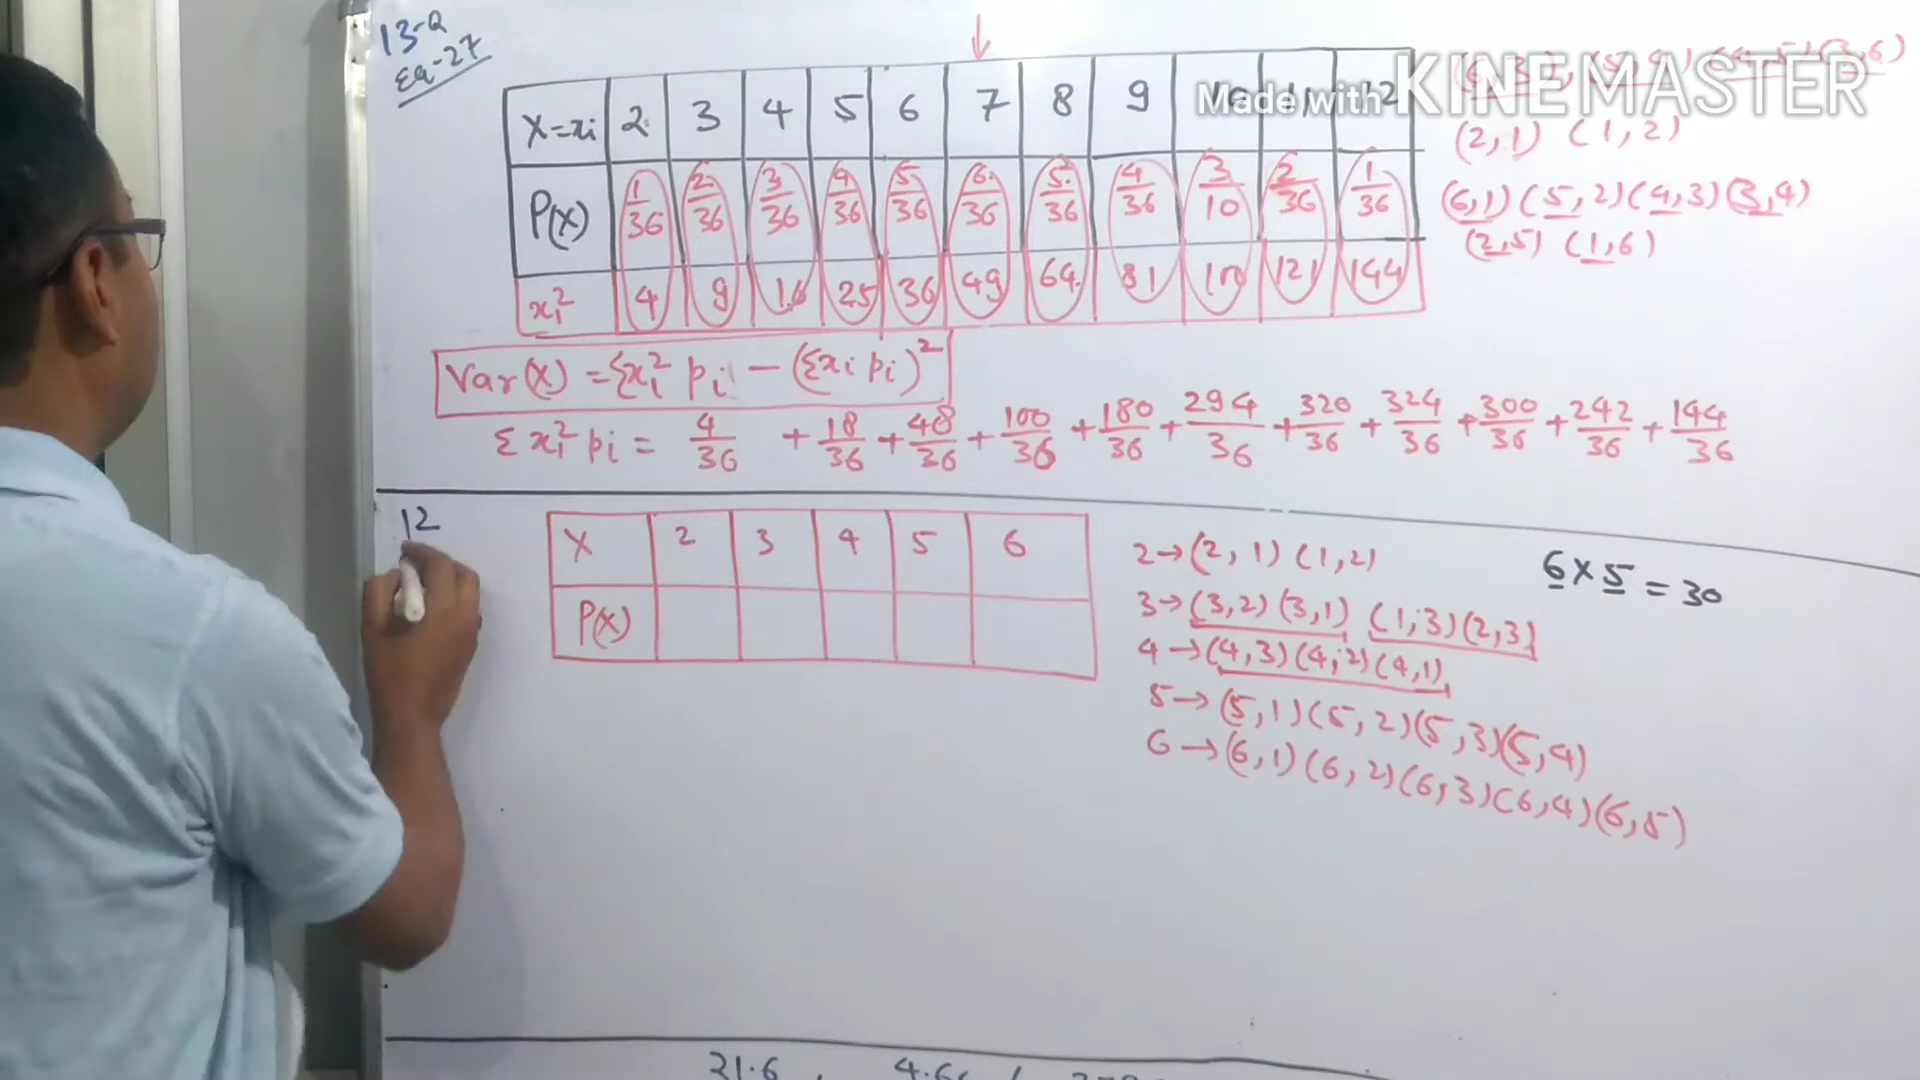 13-Q
Eg-27
X=xi 2 3 4 5 6 7 8 9 10 11 12
P(X) 1/36 2/36 3/36 4/36 5/36 6/36 5/36 4/36 3/10 2/36 1/36
xi² 4 9 16 25 36 49 64 81 100 121 144
Made with KINEMASTER
(2,1) (1,2)
(6,1) (5,2) (4,3) (3,4)
(2,5) (1,6)
Var(X) = Σxi² pi - (Σxi pi)²
Σ xi² pi = 4/36 + 18/36 + 48/36 + 100/36 + 180/36 + 294/36 + 320/36 + 324/36 + 300/36 + 242/36 + 144/36
12
X 2 3 4 5 6
P(X)
2→(2,1) (1,2)
3→(3,2) (3,1) (1,3) (2,3)
4→(4,3) (4,2) (4,1)
5→(5,1) (5,2) (5,3) (5,4)
6→(6,1) (6,2) (6,3) (6,4) (6,5)
6×5=30
21.6